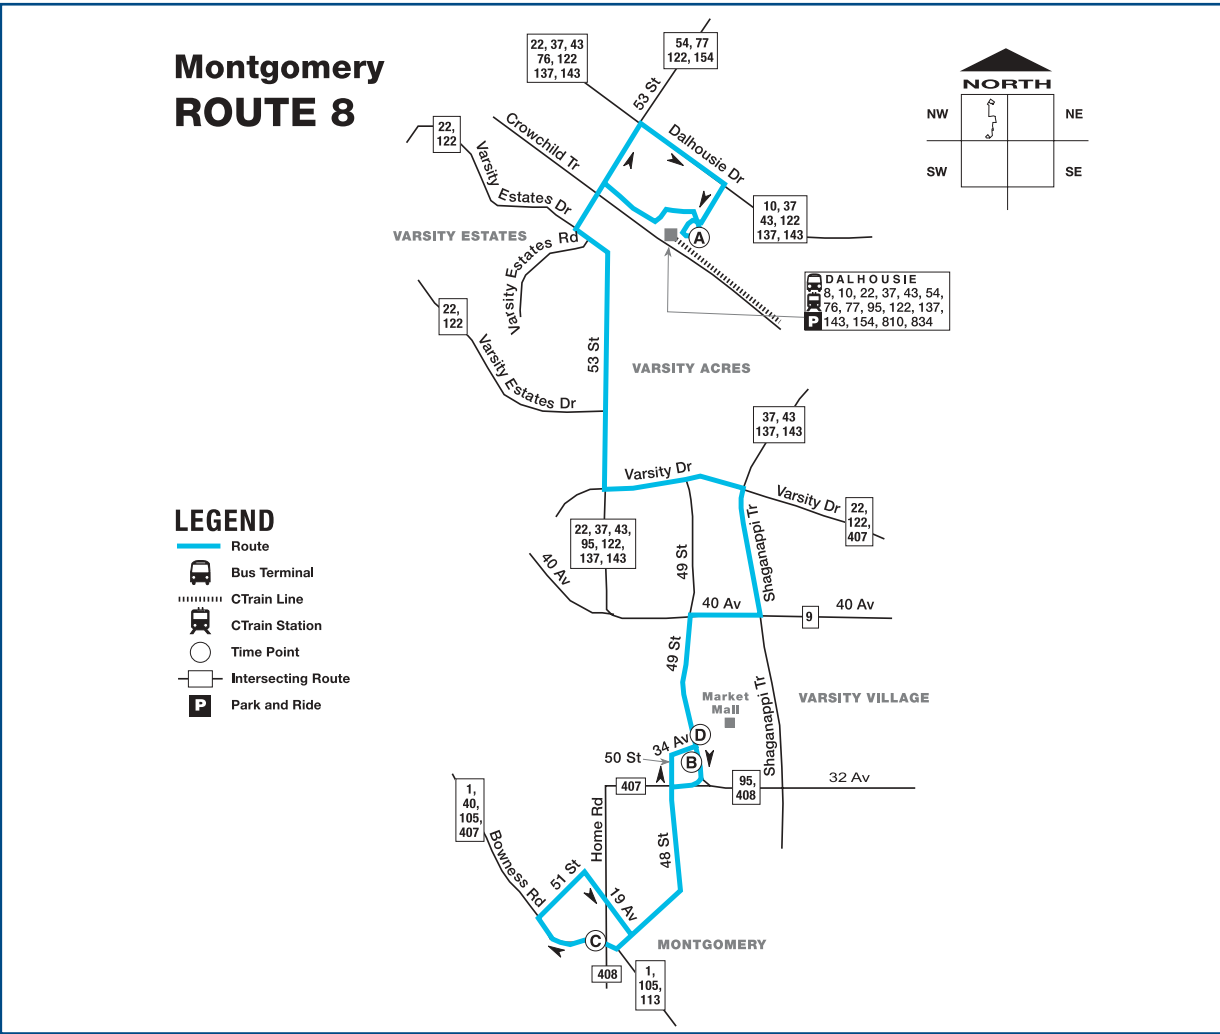 Montgomery
ROUTE 8
22, 37, 43
76, 122
137, 143
54, 77
122, 154
53 St
NORTH
NW
NE
SW
SE
22,
122
Crowchild Tr
Dalhousie Dr
Varsity
Estates Dr
10, 37
43, 122
137, 143
A
VARSITY ESTATES
Varsity Estates Rd
DALHOUSIE
8, 10, 22, 37, 43, 54,
76, 77, 95, 122, 137,
143, 154, 810, 834
P
22,
122
53 St
VARSITY ACRES
Varsity Estates Dr
37, 43
137, 143
Varsity Dr
Varsity Dr
22,
122,
407
Shaganappi Tr
22, 37, 43,
95, 122,
137, 143
40 Av
49 St
40 Av
9
40 Av
LEGEND
Route
Bus Terminal
CTrain Line
CTrain Station
Time Point
Intersecting Route
P
Park and Ride
49 St
Market
Mall
VARSITY VILLAGE
Shaganappi Tr
D
34 Av
50 St
B
407
95,
408
32 Av
1,
40,
105,
407
Home Rd
48 St
Bowness Rd
51 St
19 Av
C
MONTGOMERY
408
1,
105,
113